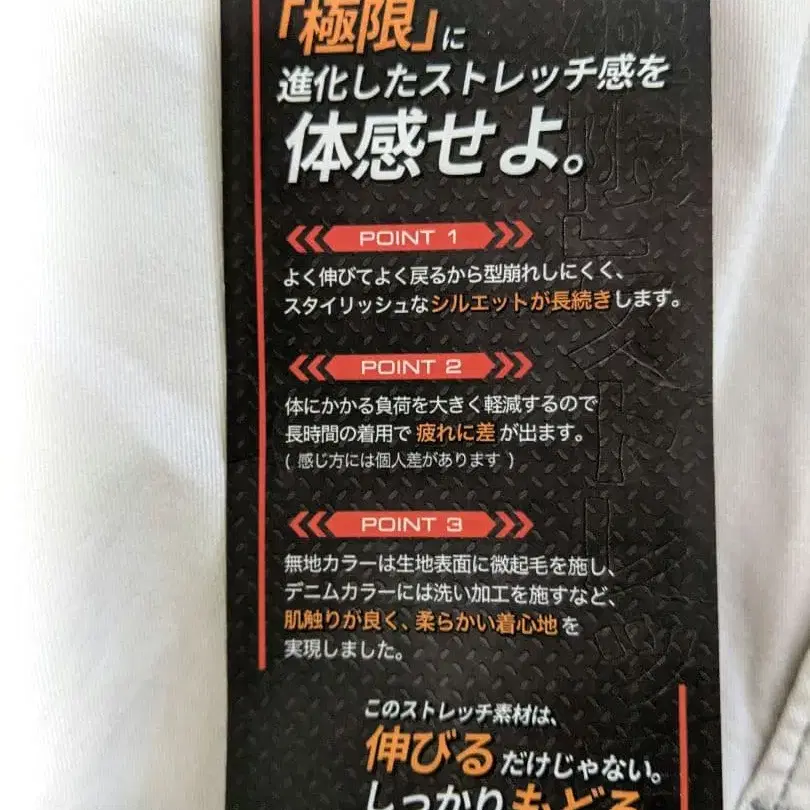 「極限」に
進化したストレッチ感を
体感せよ。
POINT 1
よく伸びてよく戻るから型崩れしにくく、
スタイリッシュなシルエットが長続きします。
POINT 2
体にかかる負荷を大きく軽減するので
長時間の着用で疲れに差が出ます。
( 感じ方には個人差があります )
POINT 3
無地カラーは生地表面に微起毛を施し、
デニムカラーには洗い加工を施すなど、
肌触りが良く、柔らかい着心地を
実現しました。
このストレッチ素材は、
伸びるだけじゃない。
しっかりもどる